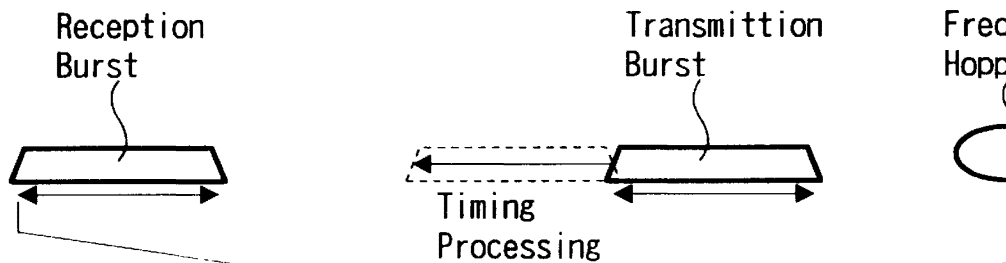 Reception
Burst
Transmittion
Burst
Timing
Processing